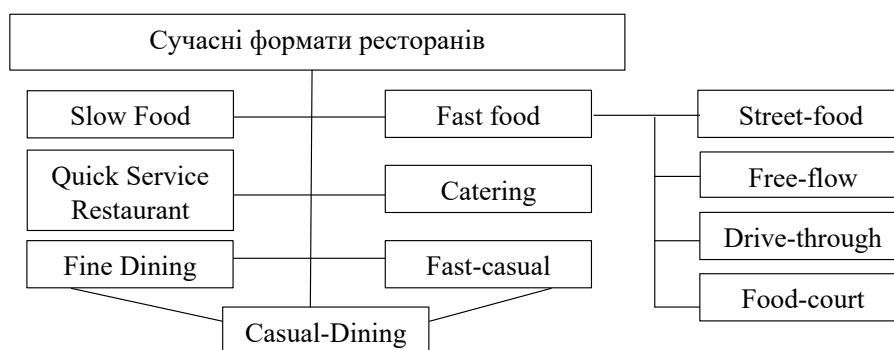 Сучасні формати ресторанів
Slow Food
Fast food
Street-food
Quick Service
Restaurant
Catering
Free-flow
Drive-through
Fine Dining
Fast-casual
Food-court
Casual-Dining